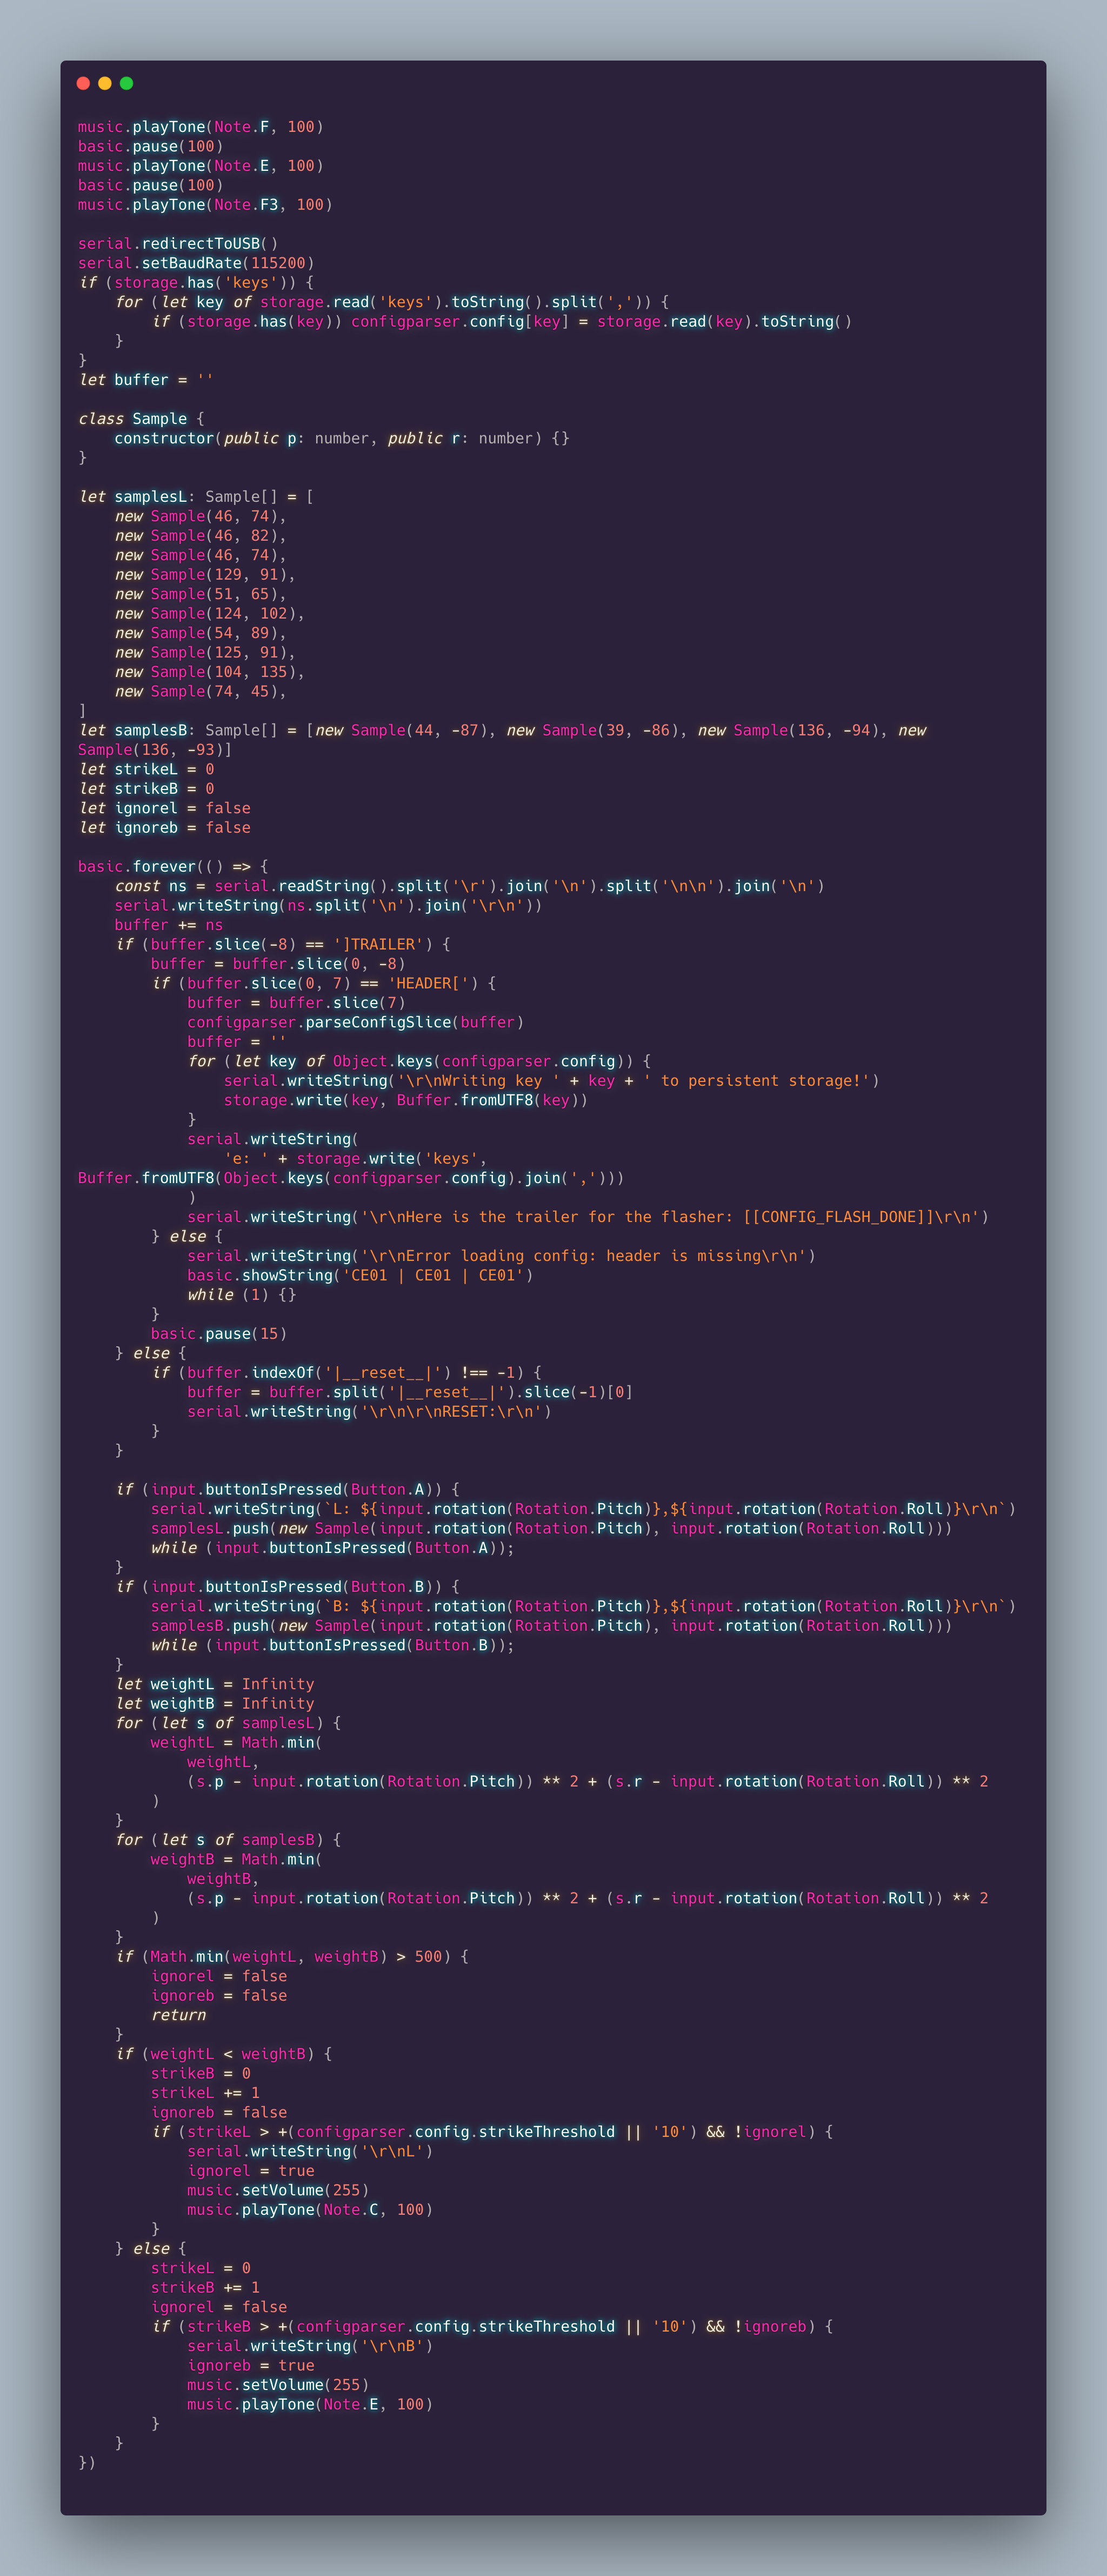 music.playTone(Note.F, 100)
basic.pause(100)
music.playTone(Note.E, 100)
basic.pause(100)
music.playTone(Note.F3, 100)

serial.redirectToUSB()
serial.setBaudRate(115200)
if (storage.has('keys')) {
    for (let key of storage.read('keys').toString().split(',')) {
        if (storage.has(key)) configparser.config[key] = storage.read(key).toString()
    }
}
let buffer = ''

class Sample {
    constructor(public p: number, public r: number) {}
}

let samplesL: Sample[] = [
    new Sample(46, 74),
    new Sample(46, 82),
    new Sample(46, 74),
    new Sample(129, 91),
    new Sample(51, 65),
    new Sample(124, 102),
    new Sample(54, 89),
    new Sample(125, 91),
    new Sample(104, 135),
    new Sample(74, 45),
]
let samplesB: Sample[] = [new Sample(44, -87), new Sample(39, -86), new Sample(136, -94), new
Sample(136, -93)]
let strikeL = 0
let strikeB = 0
let ignorel = false
let ignoreb = false

basic.forever(() => {
    const ns = serial.readString().split('\r').join('\n').split('\n\n').join('\n')
    serial.writeString(ns.split('\n').join('\r\n'))
    buffer += ns
    if (buffer.slice(-8) == ']TRAILER') {
        buffer = buffer.slice(0, -8)
        if (buffer.slice(0, 7) == 'HEADER[') {
            buffer = buffer.slice(7)
            configparser.parseConfigSlice(buffer)
            buffer = ''
            for (let key of Object.keys(configparser.config)) {
                serial.writeString('\r\nWriting key ' + key + ' to persistent storage!')
                storage.write(key, Buffer.fromUTF8(key))
            }
            serial.writeString(
                'e: ' + storage.write('keys',
Buffer.fromUTF8(Object.keys(configparser.config).join(',')))
            )
            serial.writeString('\r\nHere is the trailer for the flasher: [[CONFIG_FLASH_DONE]]\r\n')
        } else {
            serial.writeString('\r\nError loading config: header is missing\r\n')
            basic.showString('CE01 | CE01 | CE01')
            while (1) {}
        }
        basic.pause(15)
    } else {
        if (buffer.indexOf('|__reset__|') !== -1) {
            buffer = buffer.split('|__reset__|').slice(-1)[0]
            serial.writeString('\r\n\r\nRESET:\r\n')
        }
    }

    if (input.buttonIsPressed(Button.A)) {
        serial.writeString(`L: ${input.rotation(Rotation.Pitch)},${input.rotation(Rotation.Roll)}\r\n`)
        samplesL.push(new Sample(input.rotation(Rotation.Pitch), input.rotation(Rotation.Roll)))
        while (input.buttonIsPressed(Button.A));
    }
    if (input.buttonIsPressed(Button.B)) {
        serial.writeString(`B: ${input.rotation(Rotation.Pitch)},${input.rotation(Rotation.Roll)}\r\n`)
        samplesB.push(new Sample(input.rotation(Rotation.Pitch), input.rotation(Rotation.Roll)))
        while (input.buttonIsPressed(Button.B));
    }
    let weightL = Infinity
    let weightB = Infinity
    for (let s of samplesL) {
        weightL = Math.min(
            weightL,
            (s.p - input.rotation(Rotation.Pitch)) ** 2 + (s.r - input.rotation(Rotation.Roll)) ** 2
        )
    }
    for (let s of samplesB) {
        weightB = Math.min(
            weightB,
            (s.p - input.rotation(Rotation.Pitch)) ** 2 + (s.r - input.rotation(Rotation.Roll)) ** 2
        )
    }
    if (Math.min(weightL, weightB) > 500) {
        ignorel = false
        ignoreb = false
        return
    }
    if (weightL < weightB) {
        strikeB = 0
        strikeL += 1
        ignoreb = false
        if (strikeL > +(configparser.config.strikeThreshold || '10') && !ignorel) {
            serial.writeString('\r\nL')
            ignorel = true
            music.setVolume(255)
            music.playTone(Note.C, 100)
        }
    } else {
        strikeL = 0
        strikeB += 1
        ignorel = false
        if (strikeB > +(configparser.config.strikeThreshold || '10') && !ignoreb) {
            serial.writeString('\r\nB')
            ignoreb = true
            music.setVolume(255)
            music.playTone(Note.E, 100)
        }
    }
})